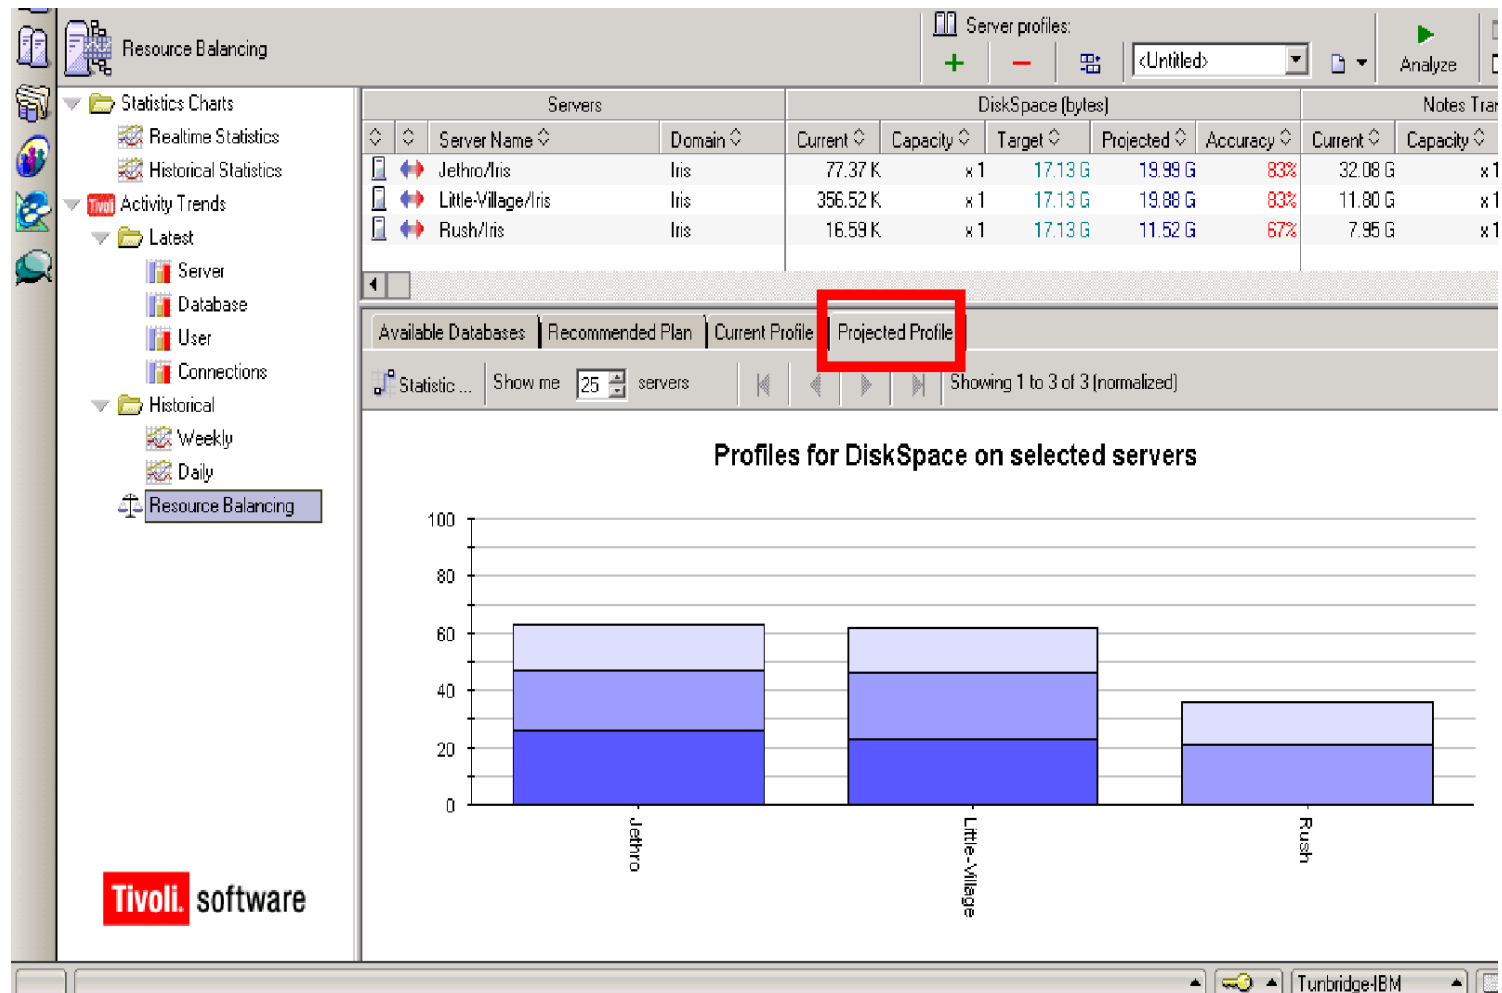 Server profiles:
Resource Balancing
<Untitled>
Analyze
Statistics Charts
Realtime Statistics
Historical Statistics
Tivoli Activity Trends
Latest
Server
Database
User
Connections
Historical
Weekly
Daily
Resource Balancing
Tivoli. software
Servers DiskSpace (bytes) Notes Tran
Server Name Domain Current Capacity Target Projected Accuracy Current Capacity
Jethro/Iris Iris 77.37 K x 1 17.13 G 19.99 G 83% 32.08 G x 1
Little-Village/Iris Iris 356.52 K x 1 17.13 G 19.88 G 83% 11.80 G x 1
Rush/Iris Iris 16.59 K x 1 17.13 G 11.52 G 67% 7.95 G x 1
Available Databases Recommended Plan Current Profile Projected Profile
Statistic ... Show me 25 servers Showing 1 to 3 of 3 (normalized)
Profiles for DiskSpace on selected servers
100
80
60
40
20
0
Jethro
Little-Village
Rush
Tunbridge-IBM